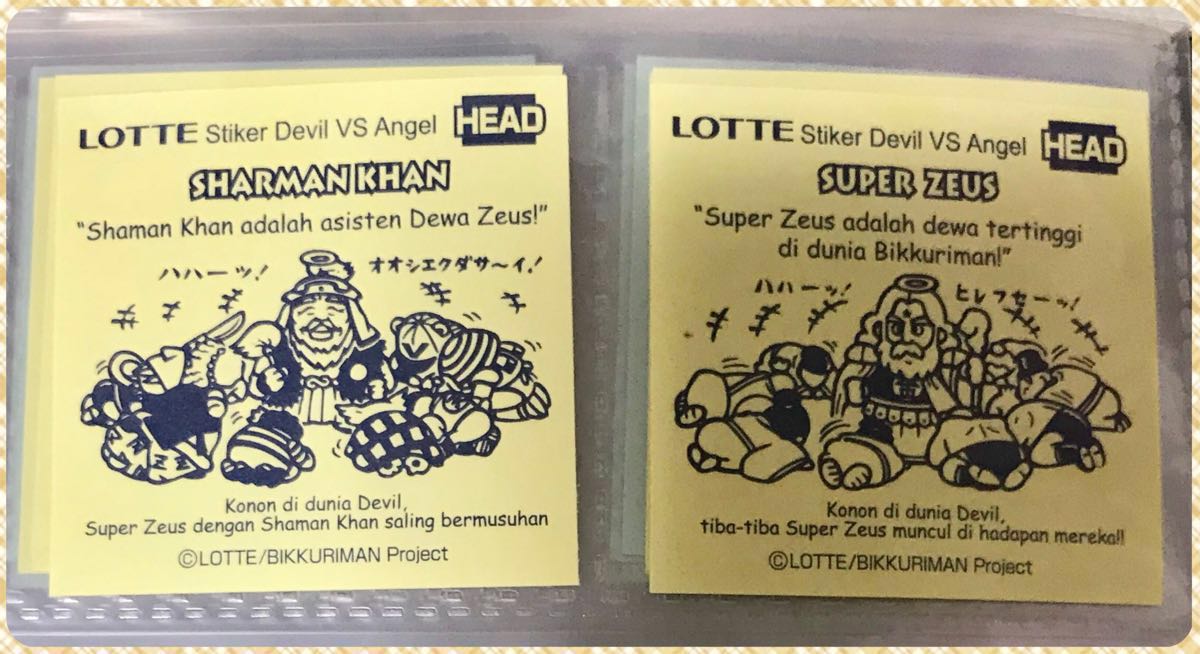 LOTTE Stiker Devil VS Angel HEAD
SHARMAN KHAN
"Shaman Khan adalah asisten Dewa Zeus!"
ハハーッ! オオシエクダサ〜イ!
Konon di dunia Devil,
Super Zeus dengan Shaman Khan saling bermusuhan
©LOTTE/BIKKURIMAN Project
LOTTE Stiker Devil VS Angel HEAD
SUPER ZEUS
"Super Zeus adalah dewa tertinggi
di dunia Bikkuriman!"
ハハーッ! ヒレフセーッ!
Konon di dunia Devil,
tiba-tiba Super Zeus muncul di hadapan mereka!!
©LOTTE/BIKKURIMAN Project